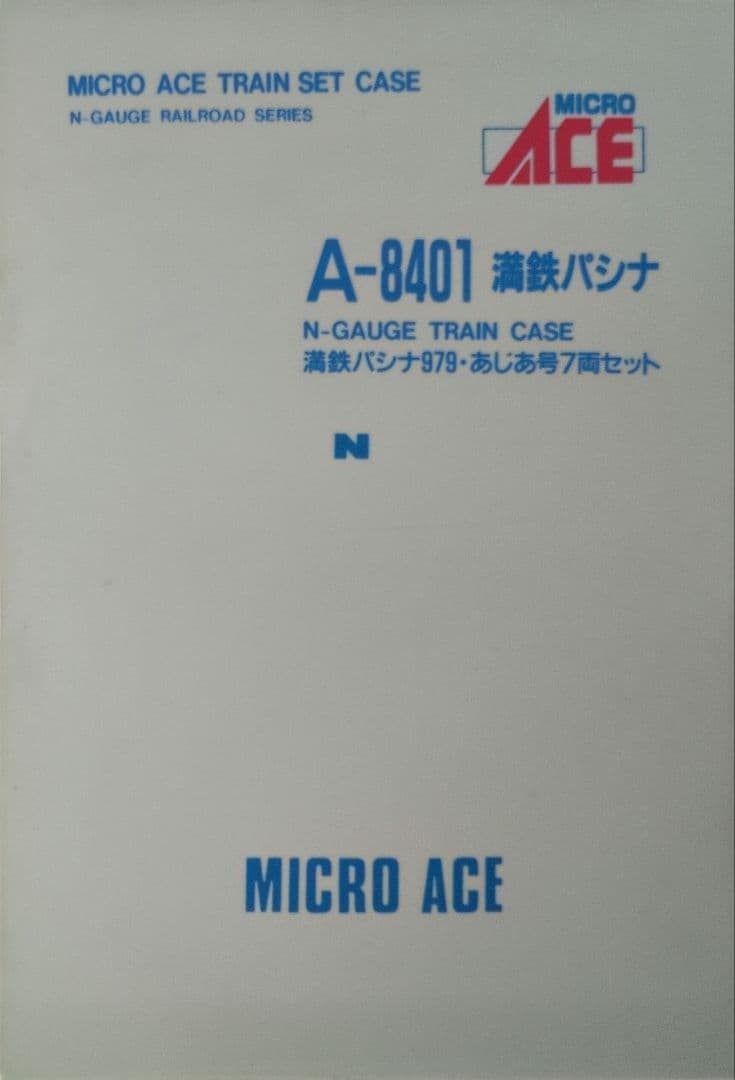 MICRO ACE TRAIN SET CASE
N-GAUGE RAILROAD SERIES
MICRO
ACE
A-8401 満鉄パシナ
N-GAUGE TRAIN CASE
満鉄パシナ979・あじあ号7両セット
N
MICRO ACE